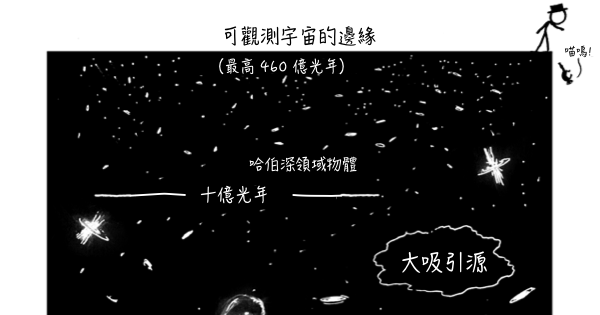 可觀測宇宙的邊緣
(最高 460 億光年)
喵嗚!
哈伯深領域物體
十億光年
大吸引源